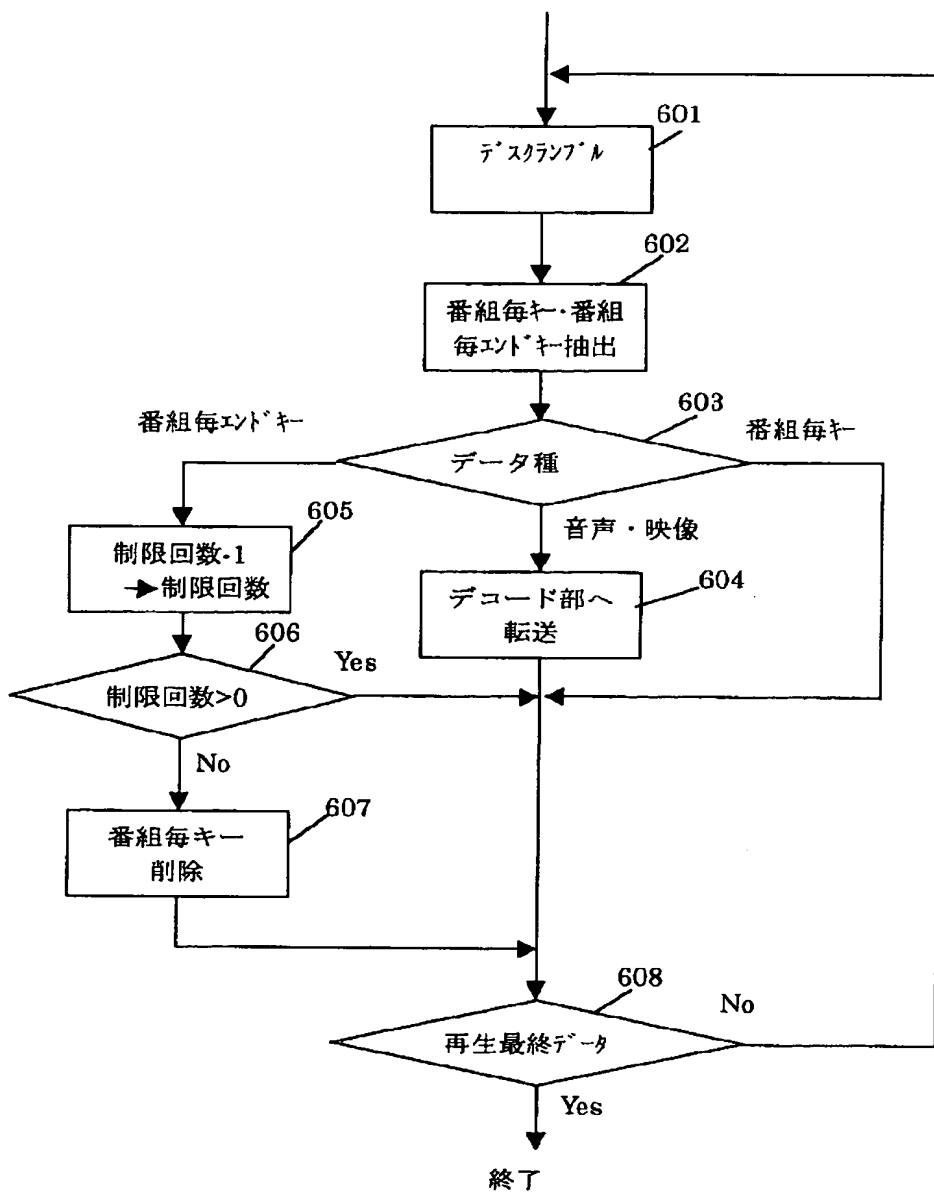 601
デスクランブル
602
番組毎キー・番組
毎エンドキー抽出
603
番組毎エンドキー
番組毎キー
データ種
605
音声・映像
制限回数-1
→制限回数
604
デコード部へ
転送
606
Yes
制限回数>0
No
607
番組毎キー
削除
608
No
再生最終データ
Yes
終了